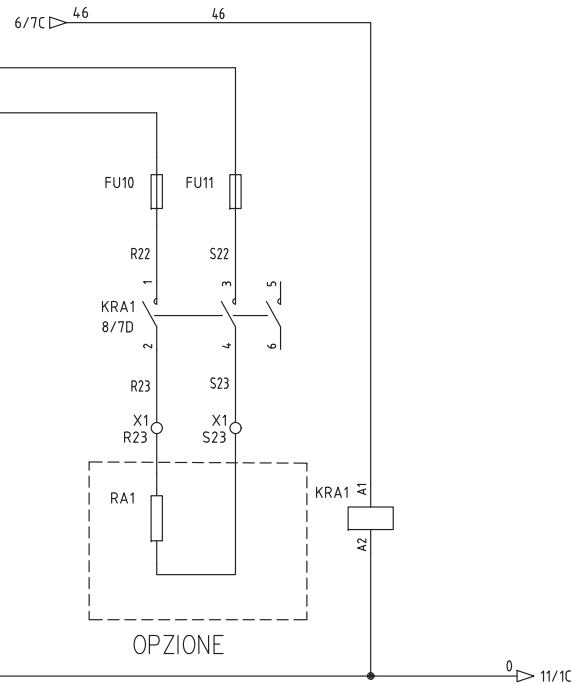 46
46
6/7C
FU10
FU11
R22
S22
1
3
5
KRA1
8/7D
2
4
6
R23
S23
X1
R23
X1
S23
RA1
KRA1
A1
A2
OPZIONE
0
11/1C